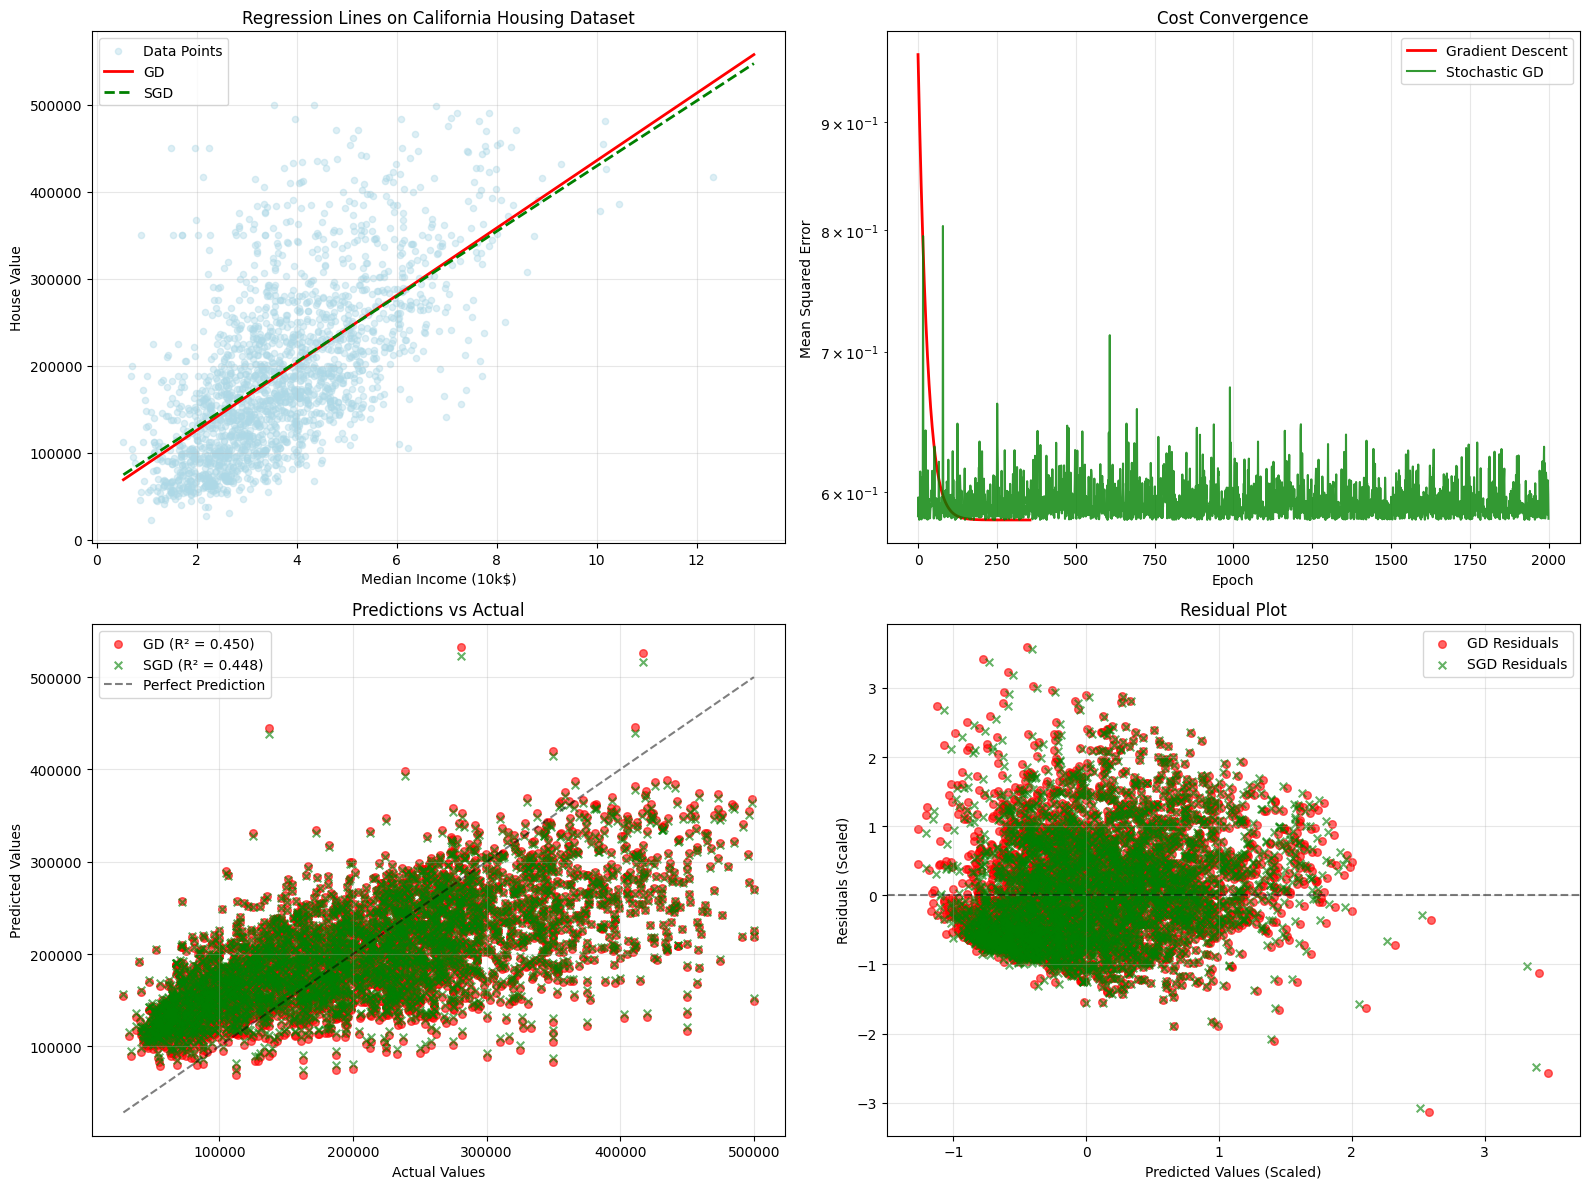 Regression Lines on California Housing Dataset
Data Points
GD
SGD
House Value
500000
400000
300000
200000
100000
0
0 2 4 6 8 10 12
Median Income (10k$)
Cost Convergence
Gradient Descent
Stochastic GD
Mean Squared Error
9 × 10⁻¹
8 × 10⁻¹
7 × 10⁻¹
6 × 10⁻¹
0 250 500 750 1000 1250 1500 1750 2000
Epoch
Predictions vs Actual
GD (R² = 0.450)
SGD (R² = 0.448)
Perfect Prediction
Predicted Values
500000
400000
300000
200000
100000
100000 200000 300000 400000 500000
Actual Values
Residual Plot
GD Residuals
SGD Residuals
Residuals (Scaled)
3
2
1
0
−1
−2
−3
−1 0 1 2 3
Predicted Values (Scaled)